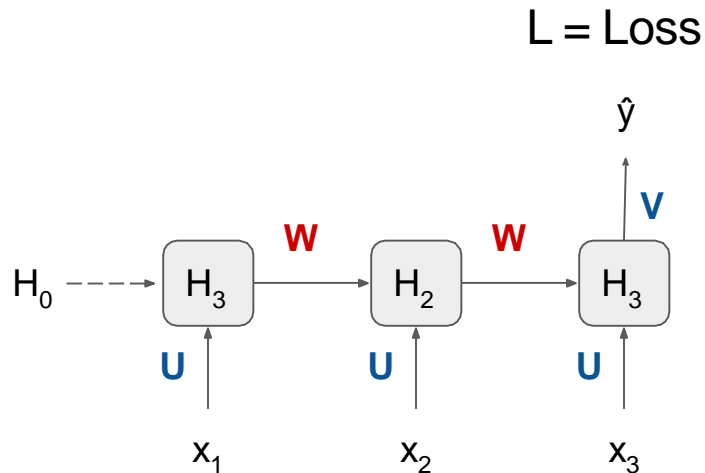 L = Loss
ŷ
V
W W
H₀ H₃ H₂ H₃
U U U
x₁ x₂ x₃